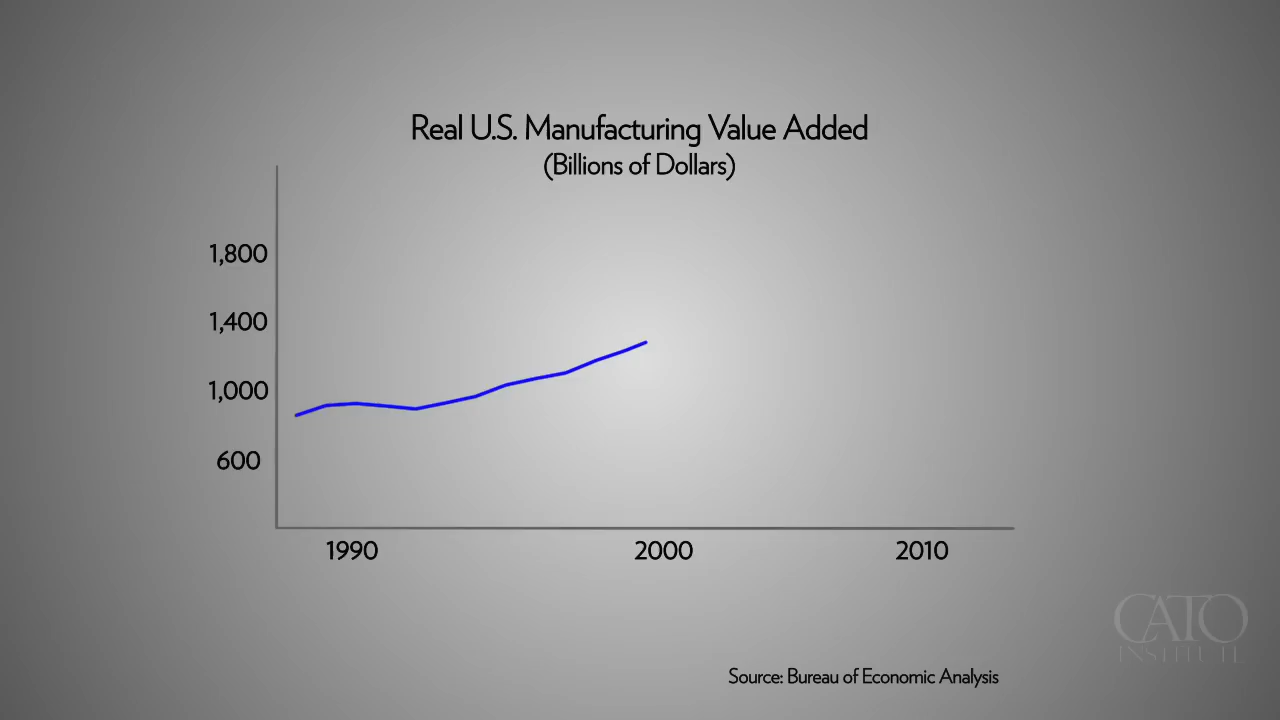 Real U.S. Manufacturing Value Added
(Billions of Dollars)
1,800
1,400
1,000
600
1990 2000 2010
CATO
INSTITUTE
Source: Bureau of Economic Analysis